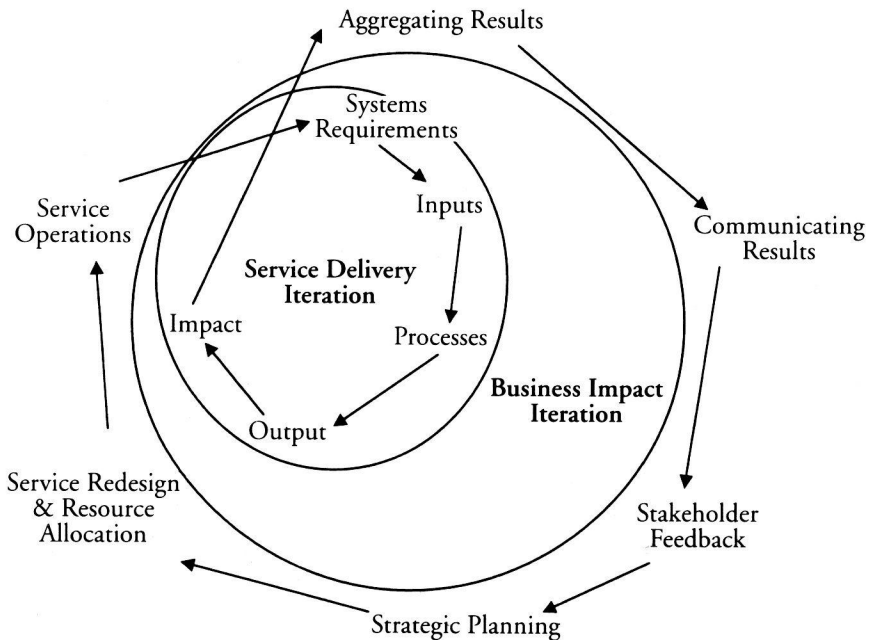 Aggregating Results
Systems
Requirements
Inputs
Service
Operations
Communicating
Results
Service Delivery
Iteration
Impact
Processes
Business Impact
Iteration
Output
Service Redesign
& Resource
Allocation
Stakeholder
Feedback
Strategic Planning